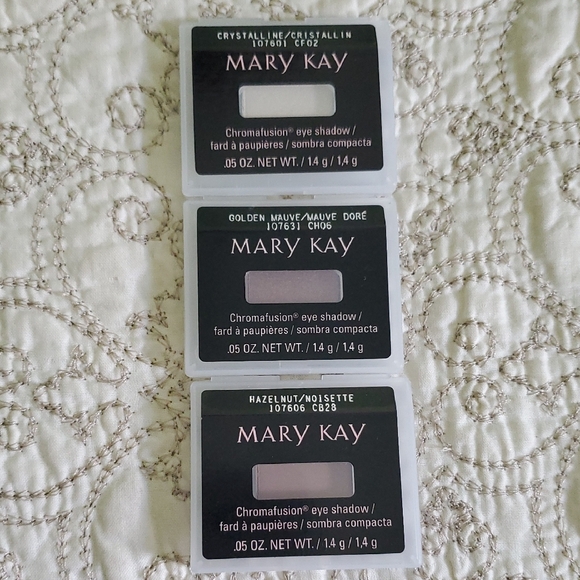 CRYSTALLINE/CRISTALLIN
107601 CF02
MARY KAY
Chromafusion® eye shadow /
fard à paupières / sombra compacta
.05 OZ. NET WT. / 1.4 g / 1,4 g
GOLDEN MAUVE/MAUVE DORÉ
107631 CH06
MARY KAY
Chromafusion® eye shadow /
fard à paupières / sombra compacta
.05 OZ. NET WT. / 1.4 g / 1,4 g
HAZELNUT/NOISETTE
107606 CB28
MARY KAY
Chromafusion® eye shadow /
fard à paupières / sombra compacta
.05 OZ. NET WT. / 1.4 g / 1,4 g